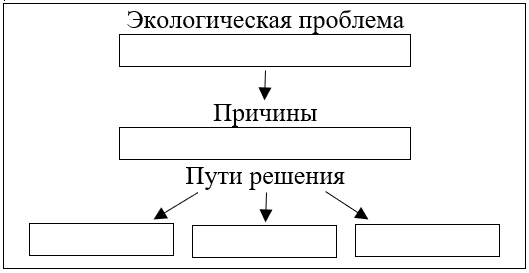 Экологическая проблема
Причины
Пути решения